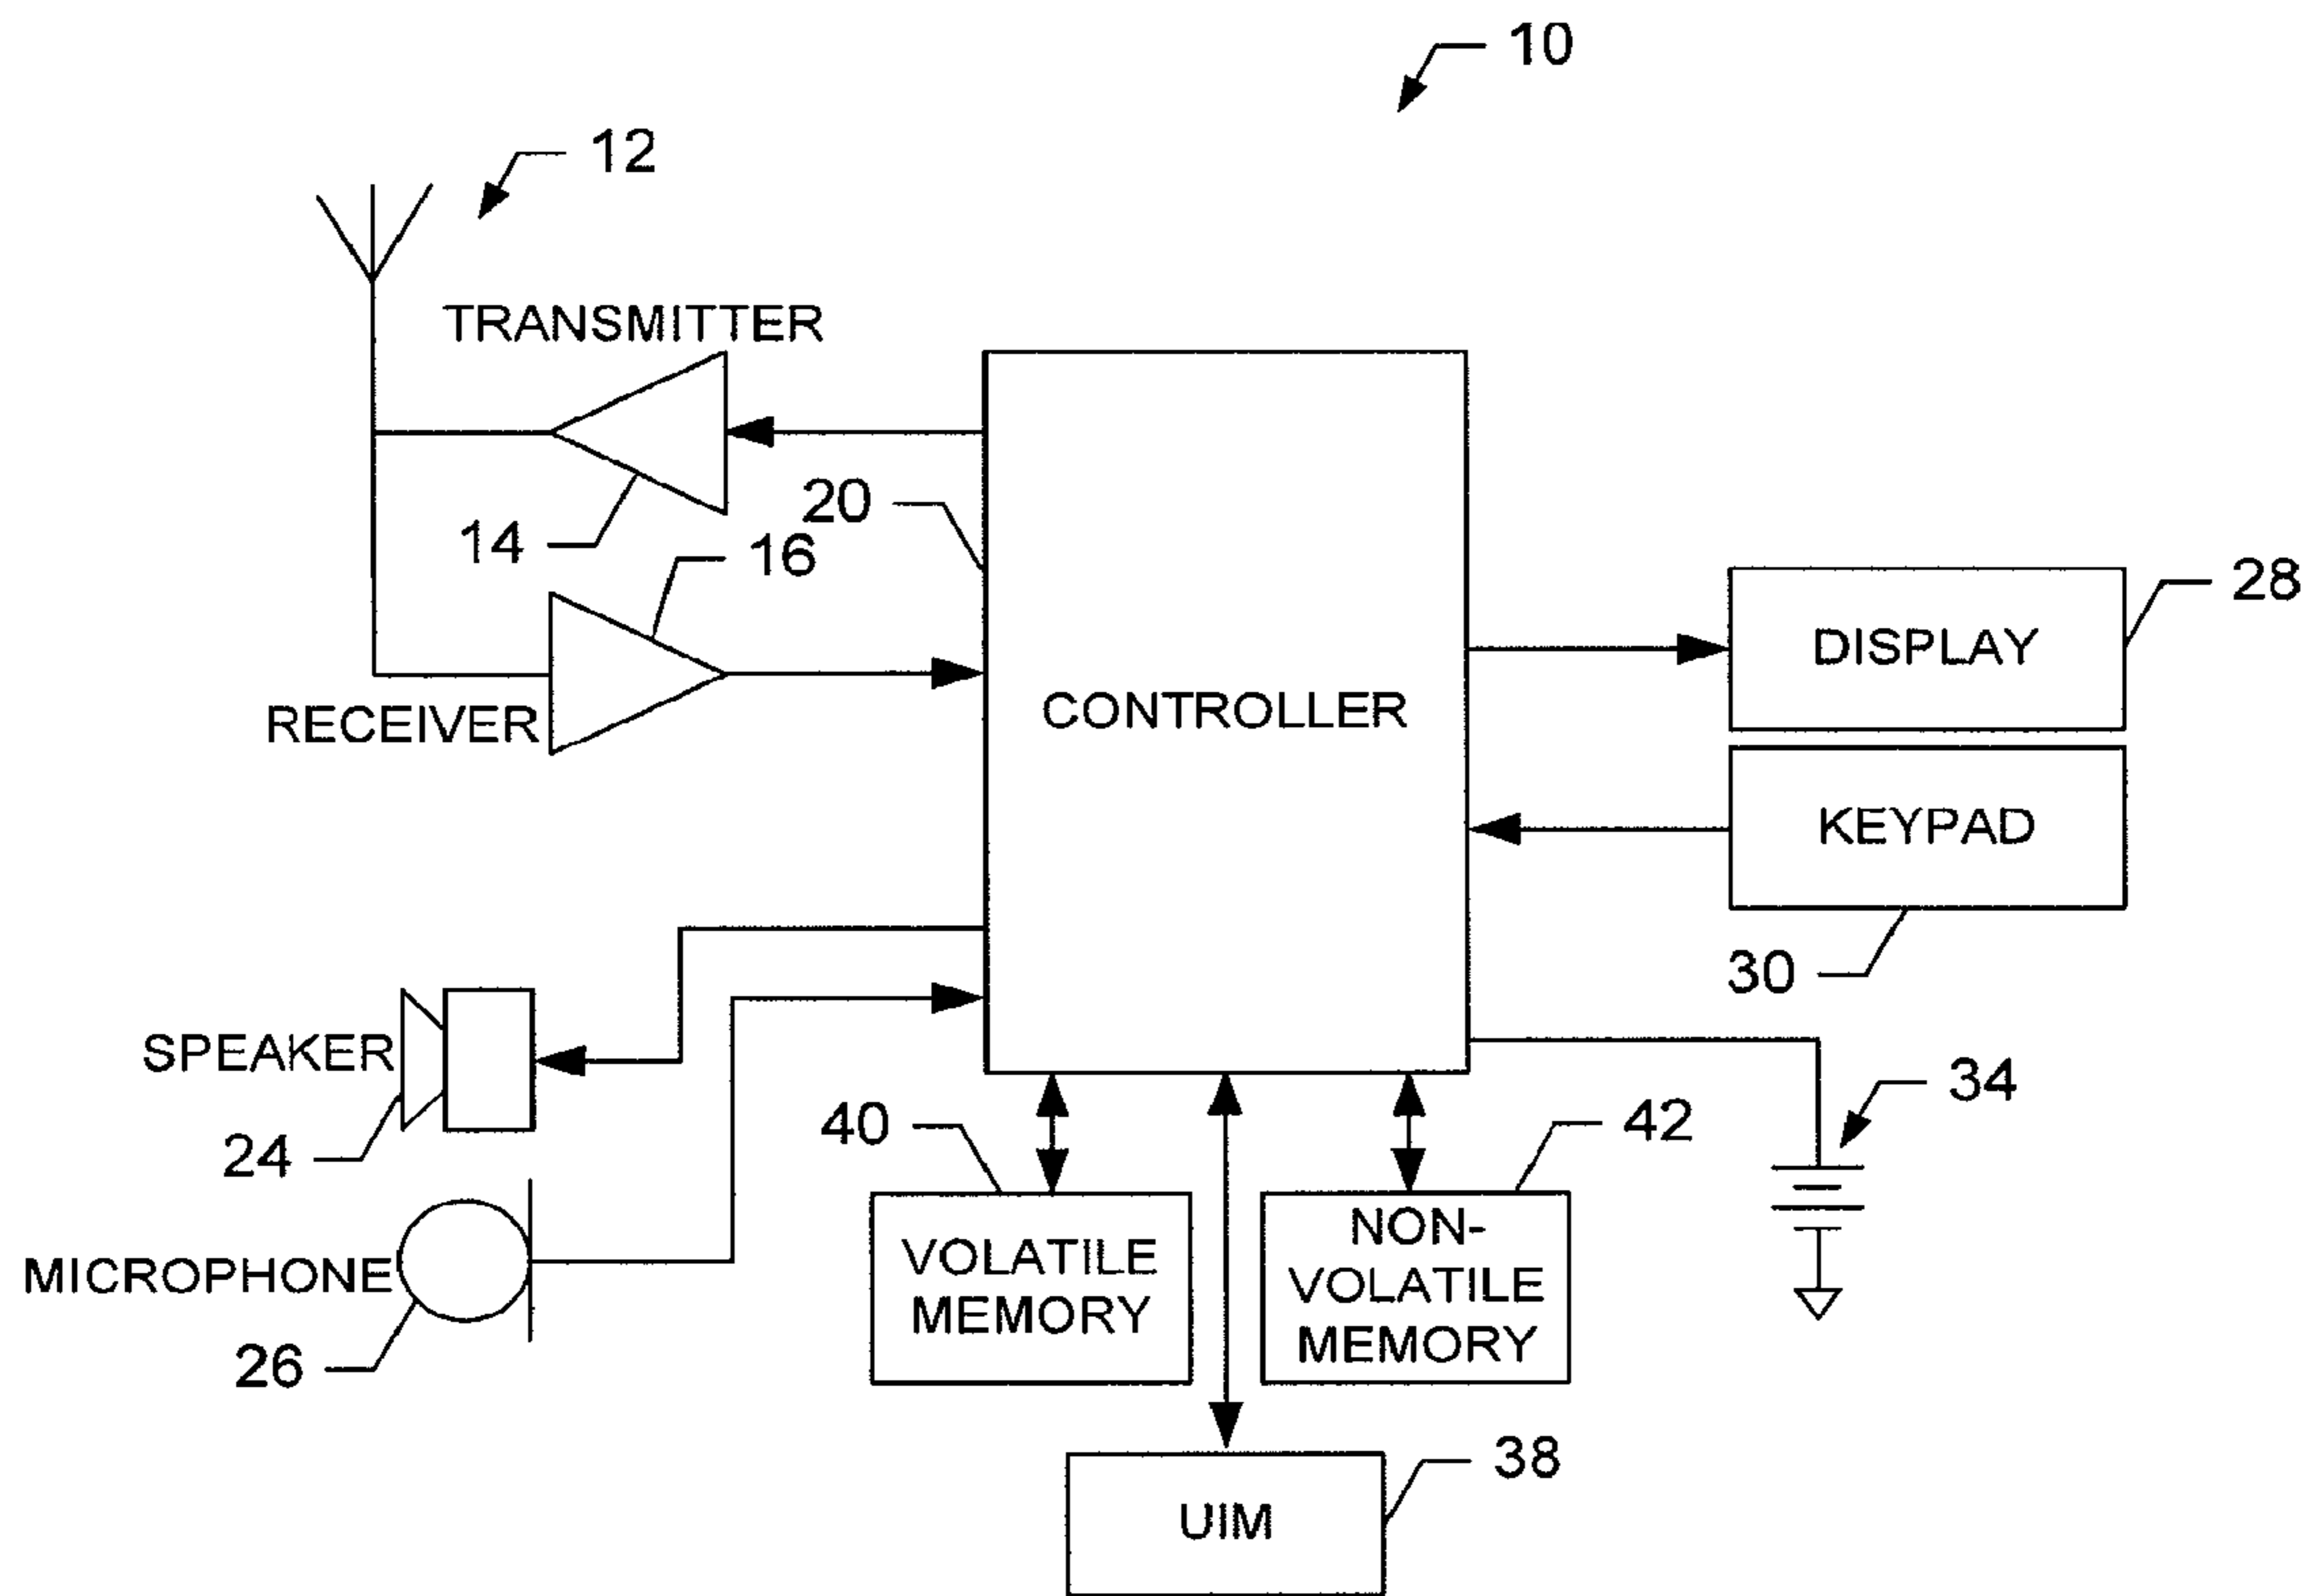 10
12
TRANSMITTER
20
14
16
28
DISPLAY
RECEIVER
CONTROLLER
KEYPAD
30
SPEAKER
34
24
40
42
MICROPHONE
VOLATILE
MEMORY
NON-
VOLATILE
MEMORY
26
38
UIM